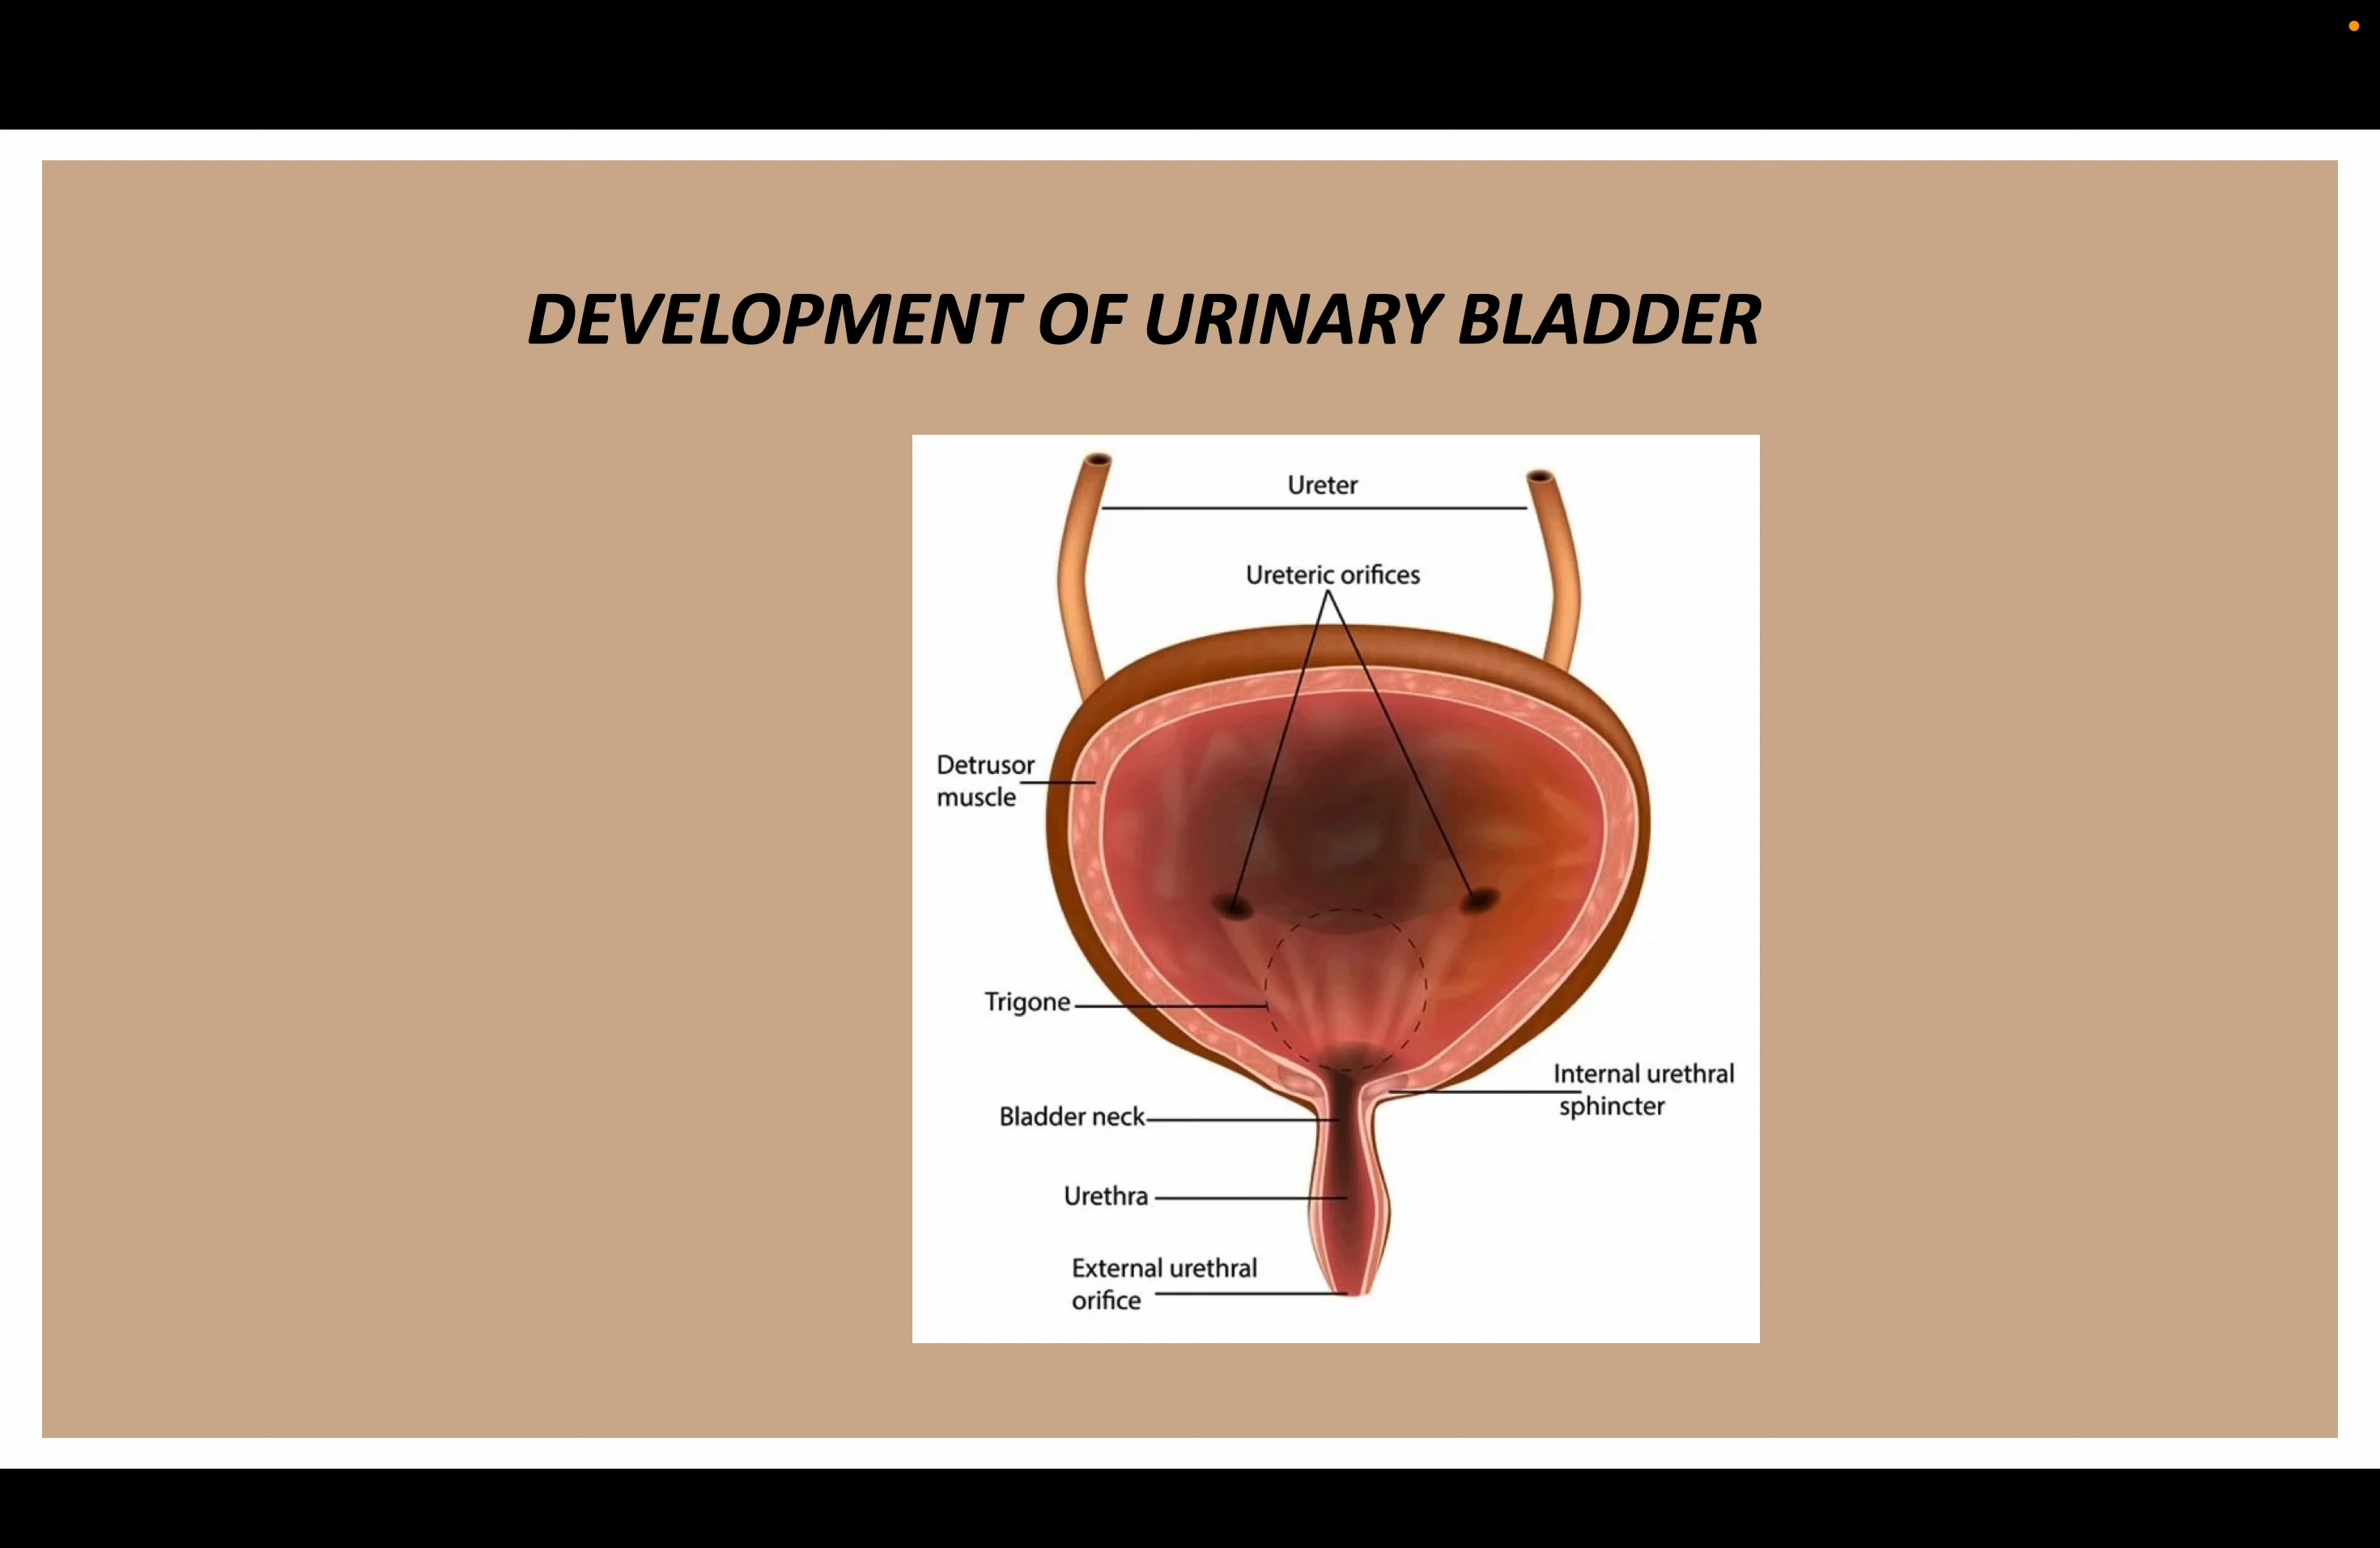 DEVELOPMENT OF URINARY BLADDER
Ureter
Ureteric orifices
Detrusor
muscle
Trigone
Internal urethral
sphincter
Bladder neck
Urethra
External urethral
orifice